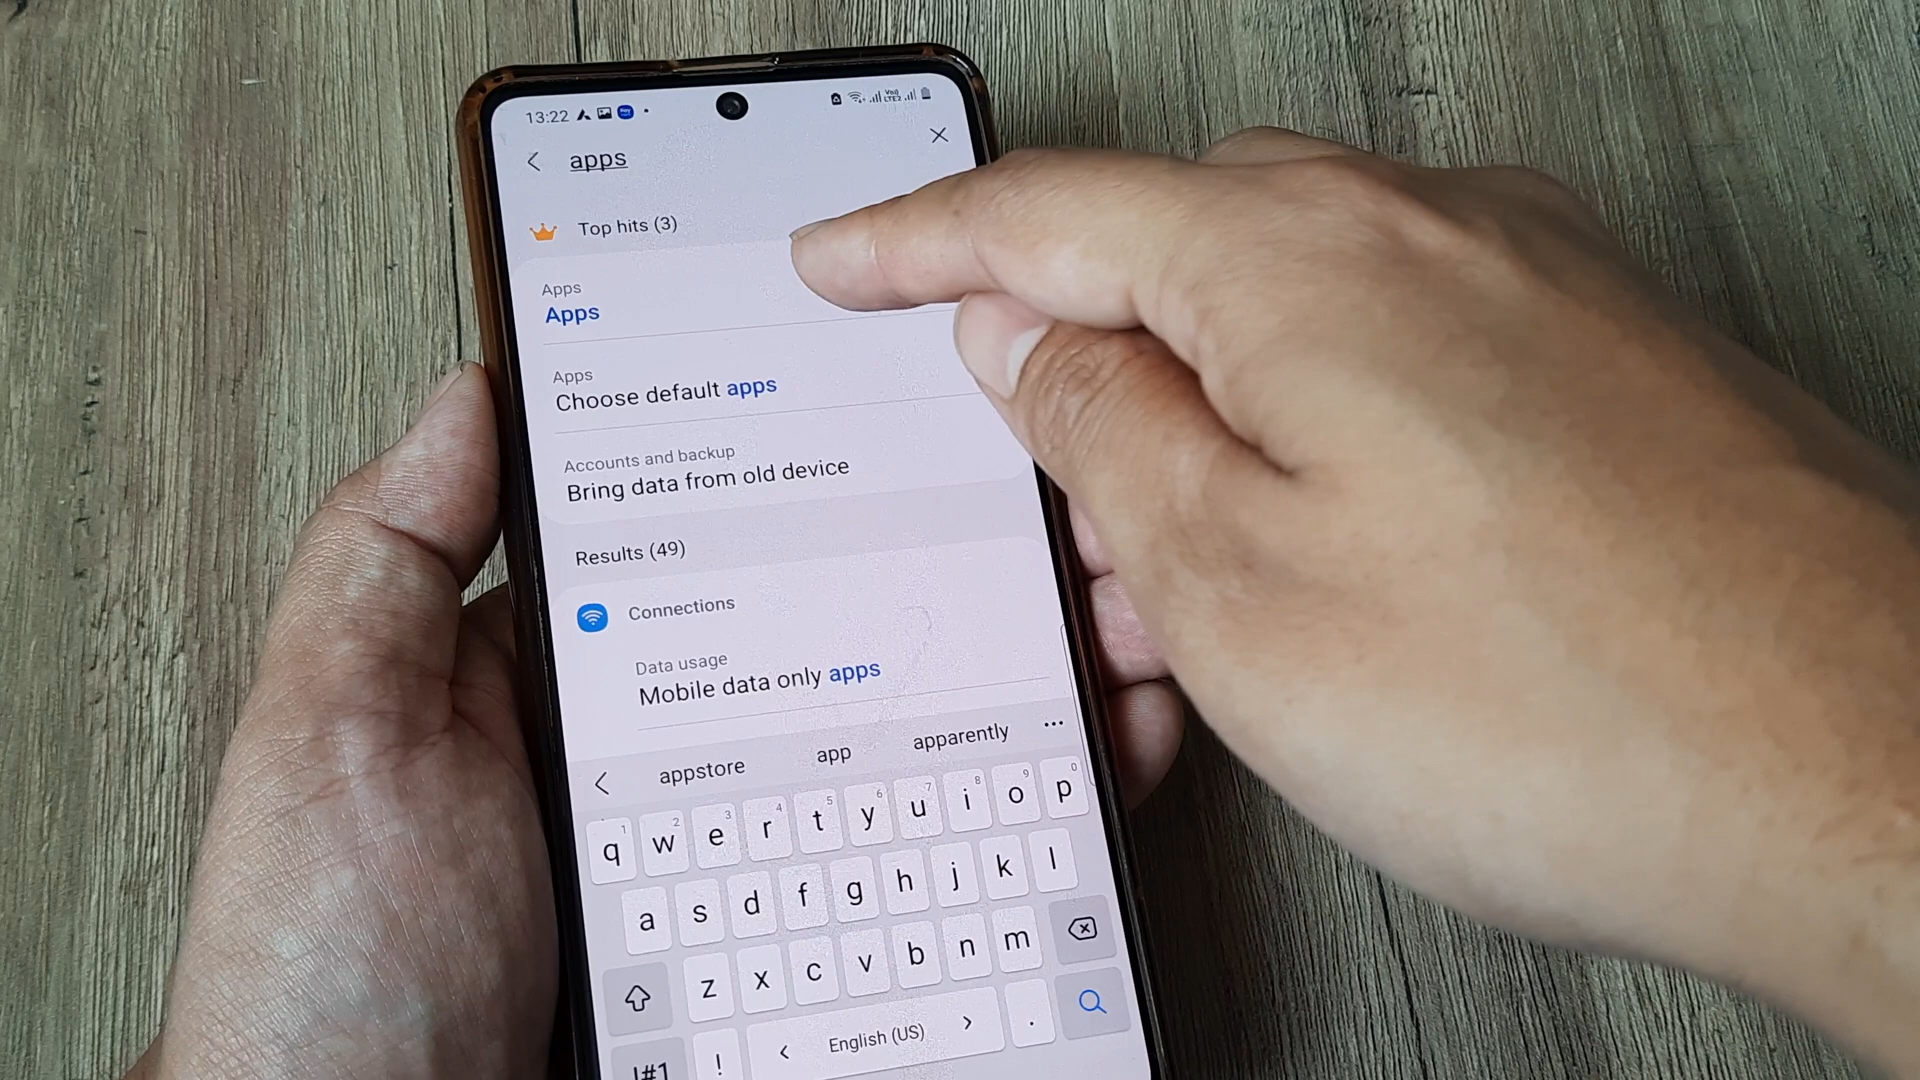 13:22
apps
Top hits (3)
Apps
Apps
Apps
Choose default apps
Accounts and backup
Bring data from old device
Results (49)
Connections
Data usage
Mobile data only apps
appstore app apparently
1 2 3 4 5 6 7 8 9 0
q w e r t y u i o p
a s d f g h j k l
z x c v b n m
!#1 ! English (US) .